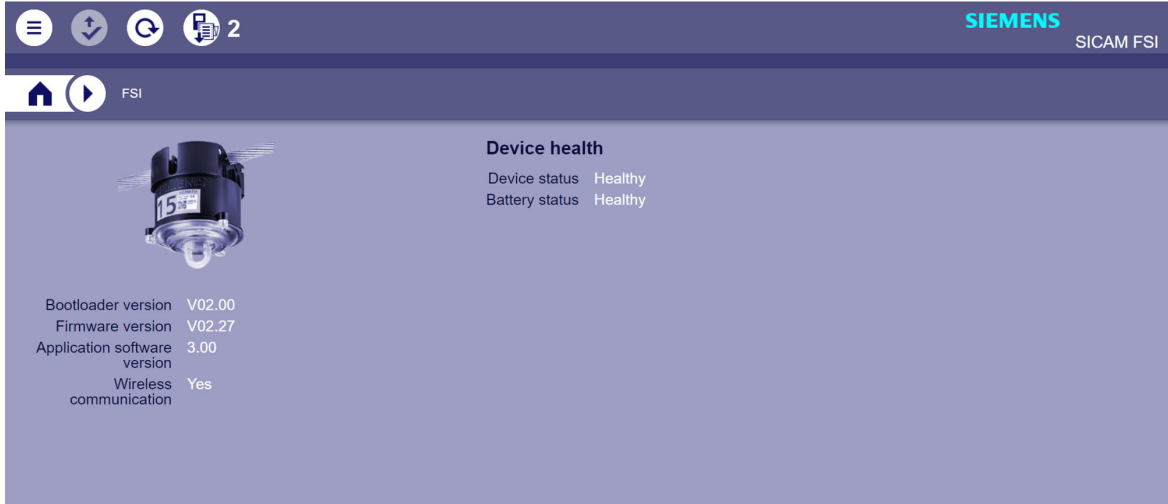 2
SIEMENS
SICAM FSI
FSI
15
Device health
Device status Healthy
Battery status Healthy
Bootloader version V02.00
Firmware version V02.27
Application software 3.00
version
Wireless Yes
communication